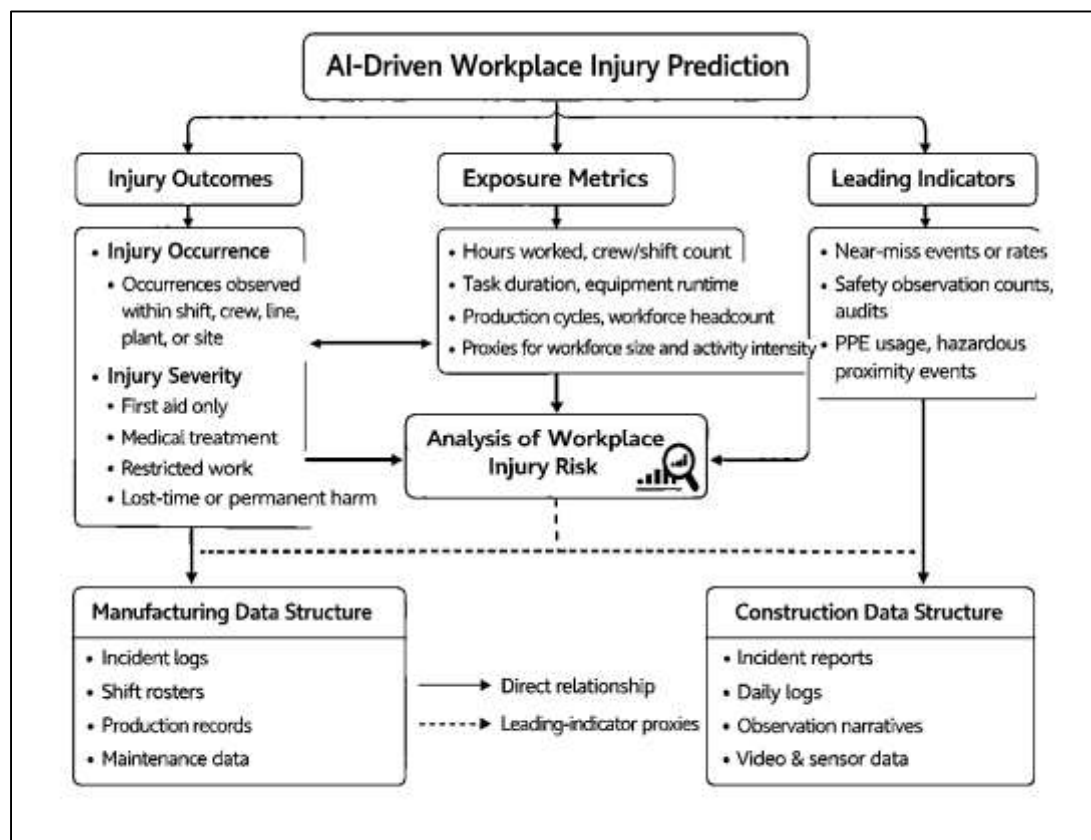 AI-Driven Workplace Injury Prediction
Injury Outcomes
Exposure Metrics
Leading Indicators
• Injury Occurrence
• Occurrences observed
within shift, crew, line,
plant, or site
• Injury Severity
• First aid only
• Medical treatment
• Restricted work
• Lost-time or permanent harm
• Hours worked, crew/shift count
• Task duration, equipment runtime
• Production cycles, workforce headcount
• Proxies for workforce size and activity intensity
• Near-miss events or rates
• Safety observation counts,
audits
• PPE usage, hazardous
proximity events
Analysis of Workplace
Injury Risk
Manufacturing Data Structure
• Incident logs
• Shift rosters
• Production records
• Maintenance data
Direct relationship
Leading-indicator proxies
Construction Data Structure
• Incident reports
• Daily logs
• Observation narratives
• Video & sensor data